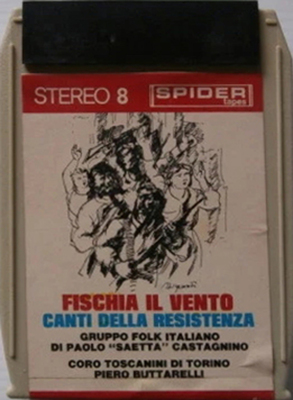 STEREO 8
SPIDER
tapes
FISCHIA IL VENTO
CANTI DELLA RESISTENZA
GRUPPO FOLK ITALIANO
DI PAOLO "SAETTA" CASTAGNINO
CORO TOSCANINI DI TORINO
PIERO BUTTARELLI